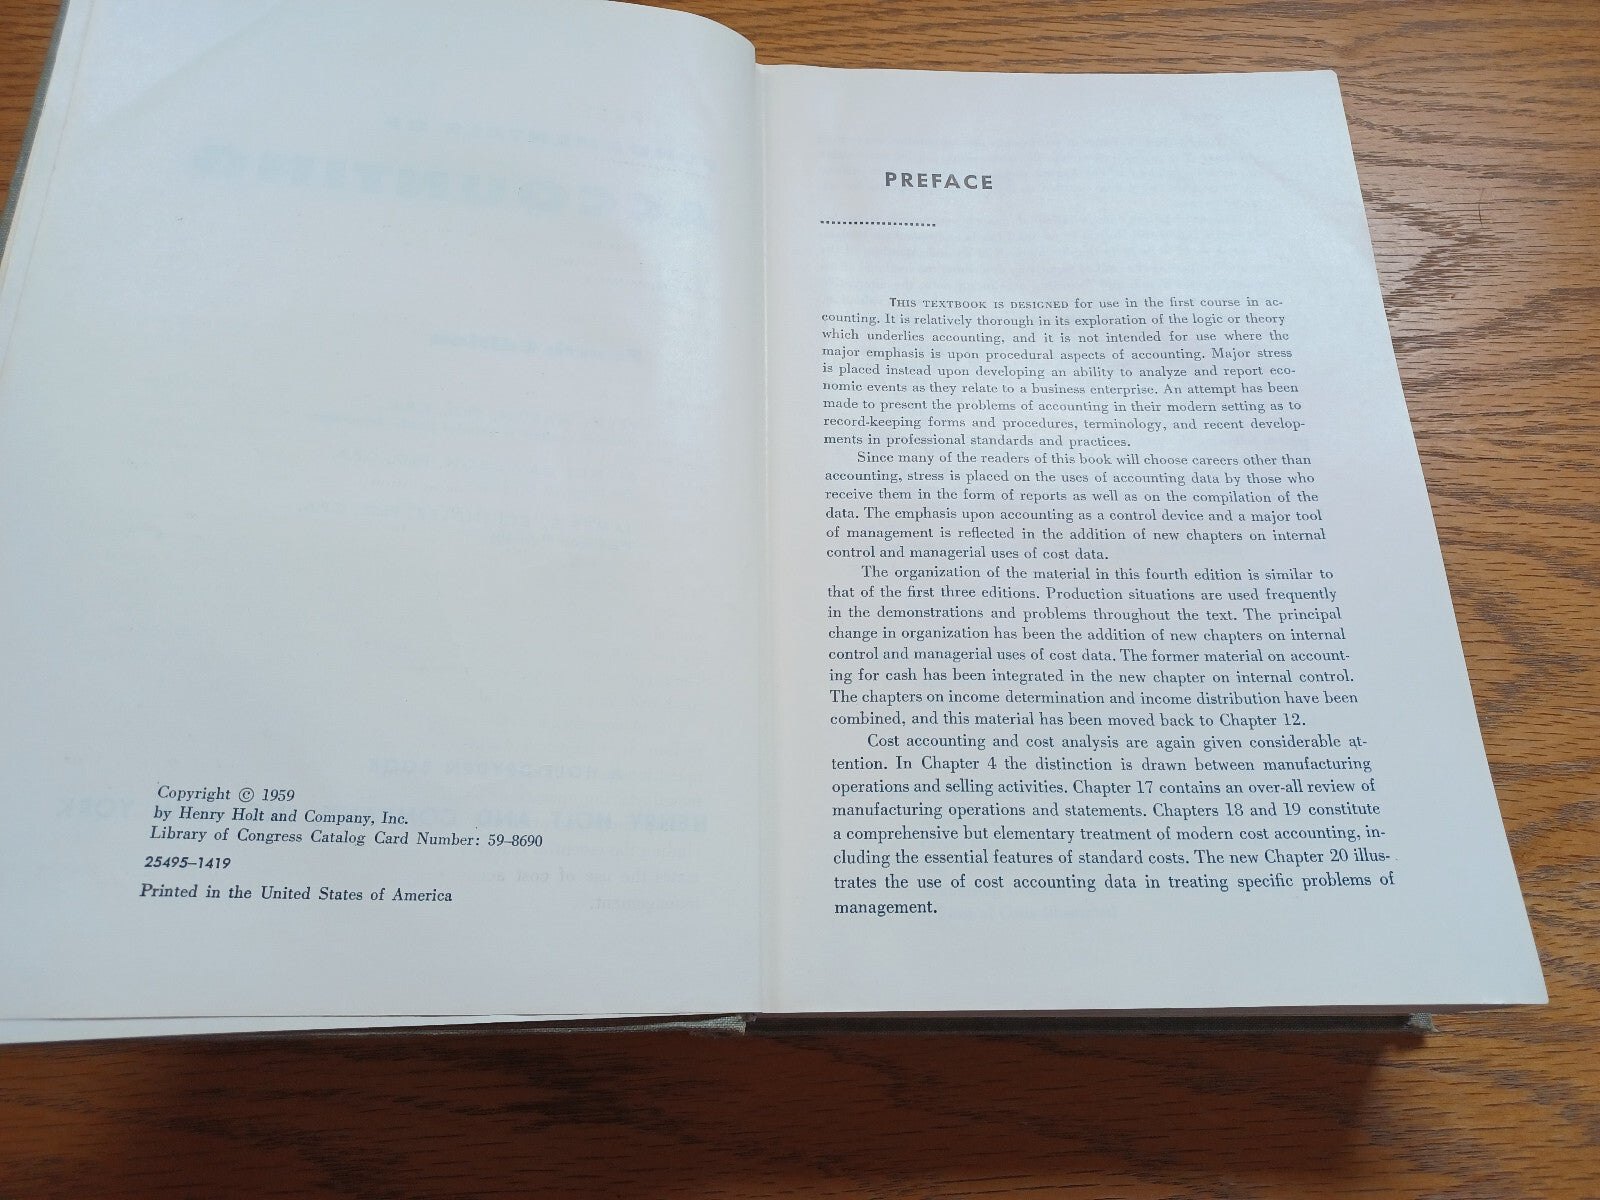 Copyright © 1959
by Henry Holt and Company, Inc.
Library of Congress Catalog Card Number: 59–8690
25495–1419
Printed in the United States of America
PREFACE
THIS TEXTBOOK IS DESIGNED for use in the first course in ac-
counting. It is relatively thorough in its exploration of the logic or theory
which underlies accounting, and it is not intended for use where the
major emphasis is upon procedural aspects of accounting. Major stress
is placed instead upon developing an ability to analyze and report eco-
nomic events as they relate to a business enterprise. An attempt has been
made to present the problems of accounting in their modern setting as to
record-keeping forms and procedures, terminology, and recent develop-
ments in professional standards and practices.
Since many of the readers of this book will choose careers other than
accounting, stress is placed on the uses of accounting data by those who
receive them in the form of reports as well as on the compilation of the
data. The emphasis upon accounting as a control device and a major tool
of management is reflected in the addition of new chapters on internal
control and managerial uses of cost data.
The organization of the material in this fourth edition is similar to
that of the first three editions. Production situations are used frequently
in the demonstrations and problems throughout the text. The principal
change in organization has been the addition of new chapters on internal
control and managerial uses of cost data. The former material on account-
ing for cash has been integrated in the new chapter on internal control.
The chapters on income determination and income distribution have been
combined, and this material has been moved back to Chapter 12.
Cost accounting and cost analysis are again given considerable at-
tention. In Chapter 4 the distinction is drawn between manufacturing
operations and selling activities. Chapter 17 contains an over-all review of
manufacturing operations and statements. Chapters 18 and 19 constitute
a comprehensive but elementary treatment of modern cost accounting, in-
cluding the essential features of standard costs. The new Chapter 20 illus-
trates the use of cost accounting data in treating specific problems of
management.